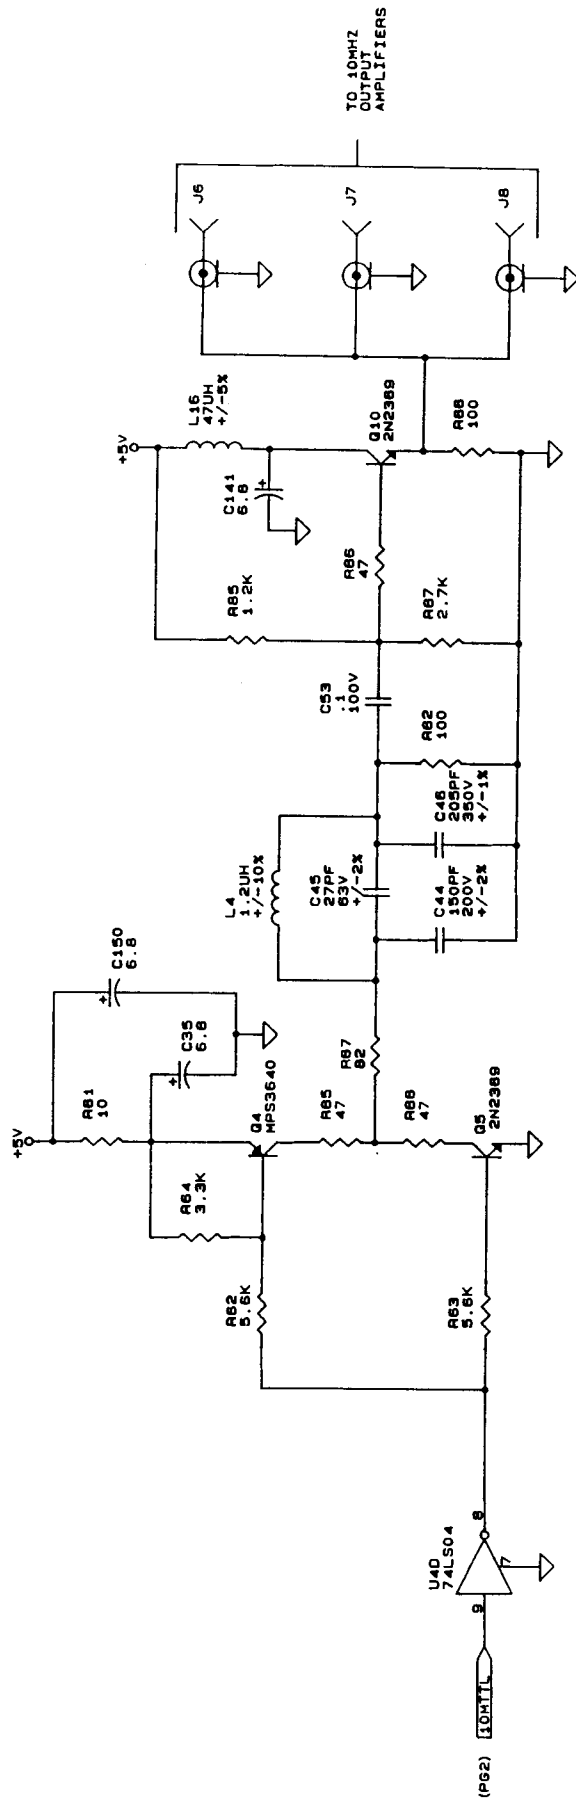 (PG2)
10MTTL
9
U4D
74LS04
8
7
R62
5.6K
R63
5.6K
+5V
R61
10
R64
3.3K
C150
6.8
C35
6.8
Q4
MPS3640
R65
47
R66
47
Q5
2N2369
R67
82
L4
1.2UH
+/-10%
C45
27PF
63V
+/-2%
C44
150PF
200V
+/-2%
C46
205PF
350V
+/-1%
R82
100
C53
.1
100V
R85
1.2K
R87
2.7K
R86
47
+5V
L16
47UH
+/-5%
C141
6.8
Q10
2N2369
R88
100
J6
J7
J8
TO 10MHZ
OUTPUT
AMPLIFIERS